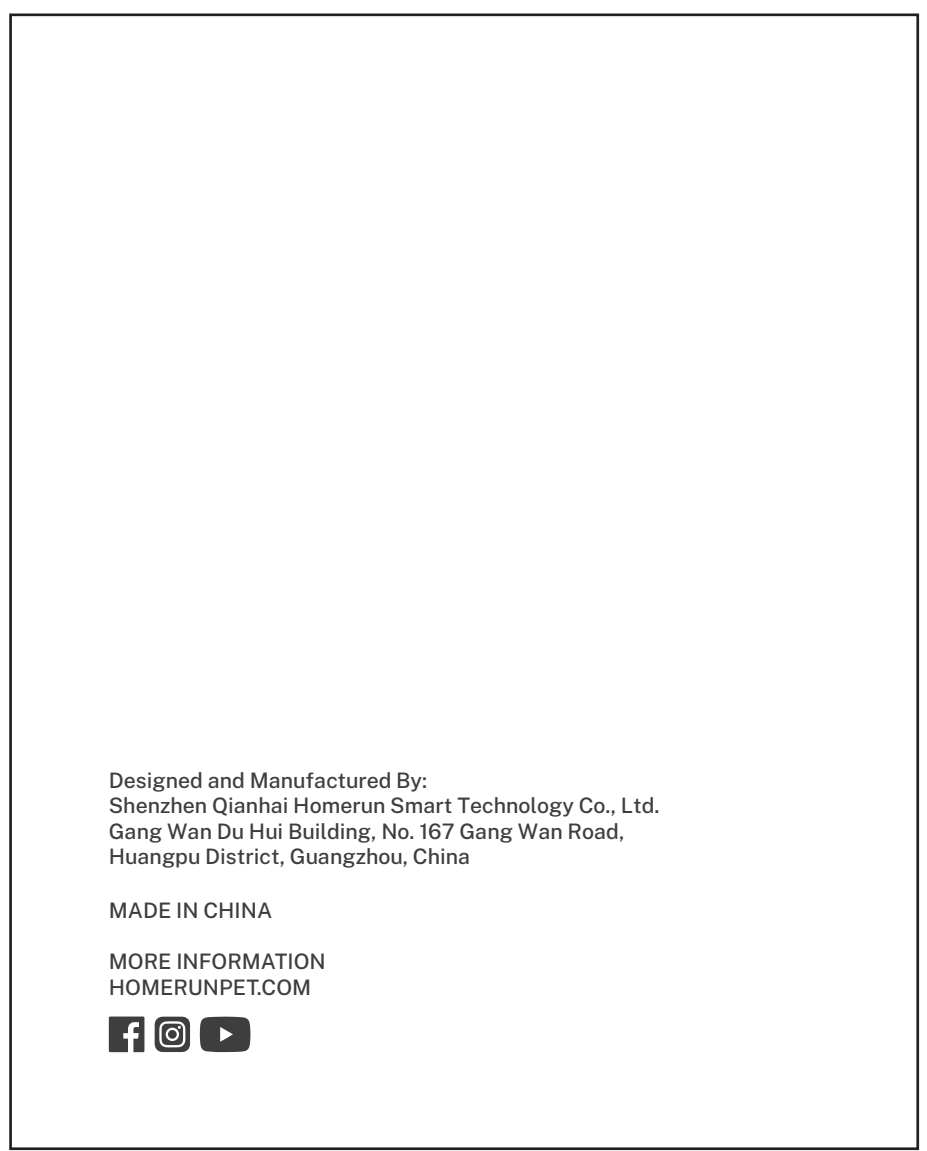 Designed and Manufactured By:
Shenzhen Qianhai Homerun Smart Technology Co., Ltd.
Gang Wan Du Hui Building, No. 167 Gang Wan Road,
Huangpu District, Guangzhou, China
MADE IN CHINA
MORE INFORMATION
HOMERUNPET.COM